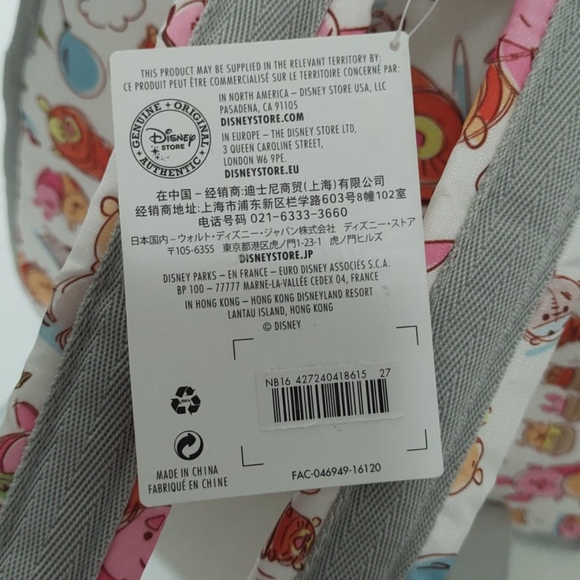 THIS PRODUCT MAY BE SUPPLIED IN THE RELEVANT TERRITORY BY:
CE PRODUIT PEUT ÊTRE COMMERCIALISÉ SUR LE TERRITOIRE CONCERNÉ PAR:
IN NORTH AMERICA – DISNEY STORE USA, LLC
PASADENA, CA 91105
DISNEYSTORE.COM
GENUINE • ORIGINAL
Disney
STORE
AUTHENTIC
IN EUROPE – THE DISNEY STORE LTD,
3 QUEEN CAROLINE STREET,
LONDON W6 9PE.
DISNEYSTORE.EU
在中国 – 经销商:迪士尼商贸(上海)有限公司
经销商地址:上海市浦东新区栏学路603号8幢102室
电话号码 021-6333-3660
日本国内–ウォルト・ディズニー・ジャパン株式会社 ディズニー・ストア
〒105-6355 東京都港区虎ノ門1-23-1 虎ノ門ヒルズ
DISNEYSTORE.JP
DISNEY PARKS – EN FRANCE – EURO DISNEY ASSOCIÉS S.C.A.
BP 100 – 77777 MARNE LA VALLÉE CEDEX 04, FRANCE
IN HONG KONG – HONG KONG DISNEYLAND RESORT
LANTAU ISLAND, HONG KONG
© DISNEY
NB16 427240418615 27
100%
MADE IN CHINA
FABRIQUÉ EN CHINE
FAC-046949-16120